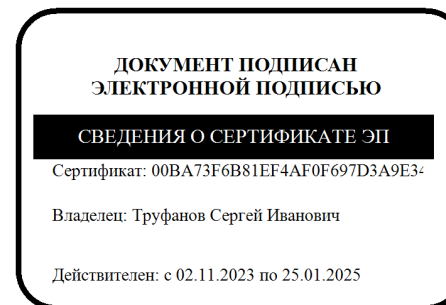 ДОКУМЕНТ ПОДПИСАН
ЭЛЕКТРОННОЙ ПОДПИСЬЮ
СВЕДЕНИЯ О СЕРТИФИКАТЕ ЭП
Сертификат: 00BA73F6B81EF4AF0F697D3A9E34
Владелец: Труфанов Сергей Иванович
Действителен: с 02.11.2023 по 25.01.2025